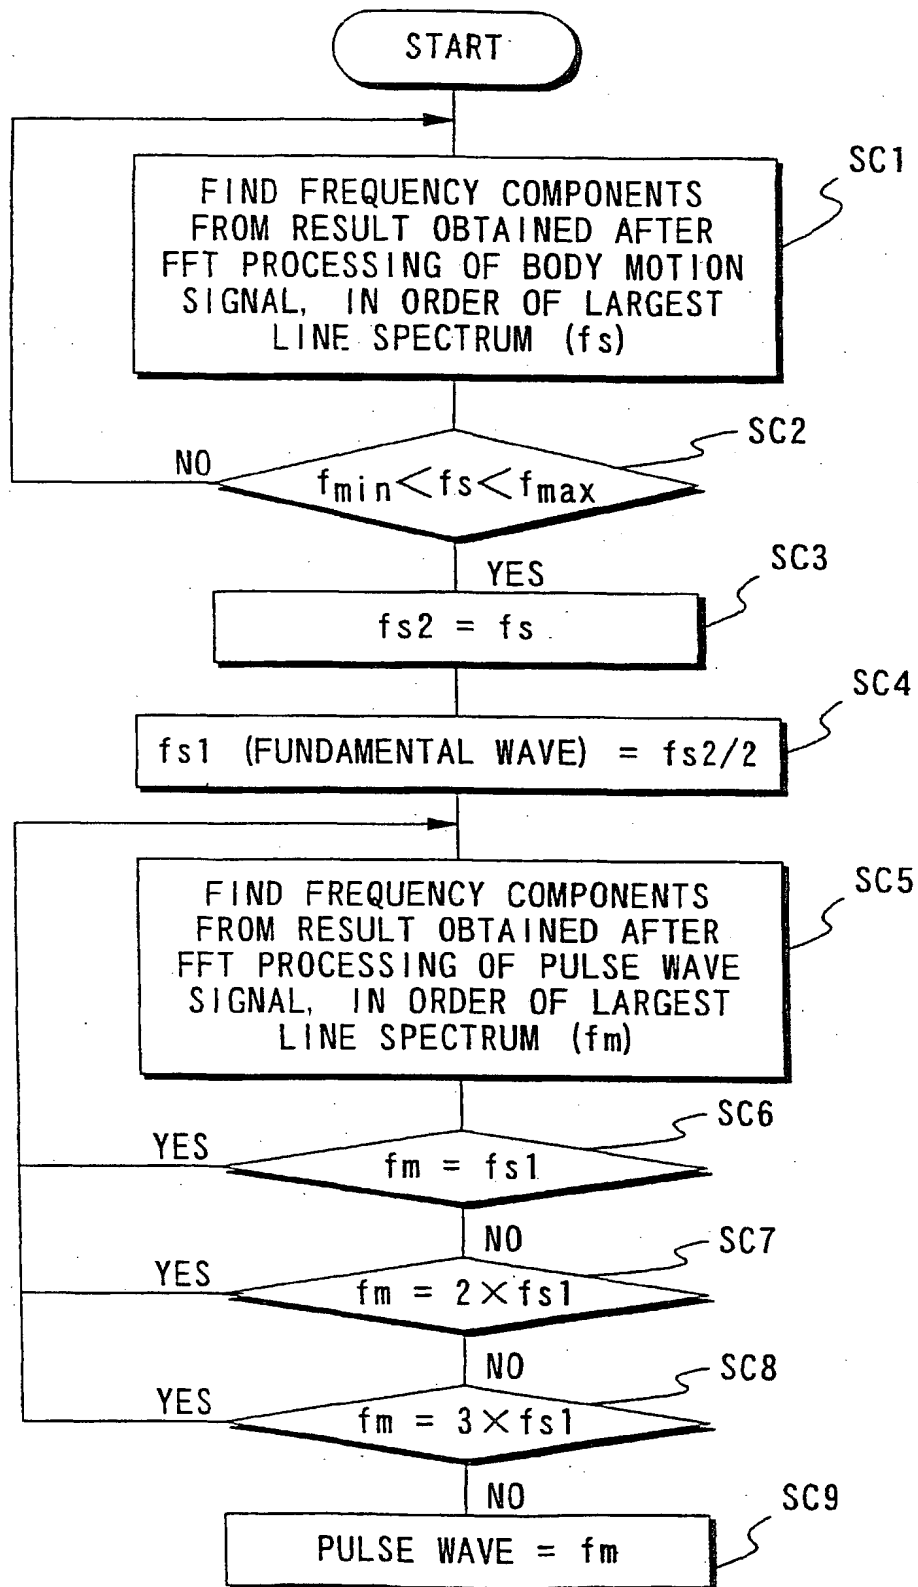 START
SC1
FIND FREQUENCY COMPONENTS
FROM RESULT OBTAINED AFTER
FFT PROCESSING OF BODY MOTION
SIGNAL, IN ORDER OF LARGEST
LINE SPECTRUM (fs)
SC2
NO
fmin<fs<fmax
YES
SC3
fs2 = fs
SC4
fs1 (FUNDAMENTAL WAVE) = fs2/2
SC5
FIND FREQUENCY COMPONENTS
FROM RESULT OBTAINED AFTER
FFT PROCESSING OF PULSE WAVE
SIGNAL, IN ORDER OF LARGEST
LINE SPECTRUM (fm)
SC6
YES
fm = fs1
NO
SC7
YES
fm = 2×fs1
NO
SC8
YES
fm = 3×fs1
NO
SC9
PULSE WAVE = fm